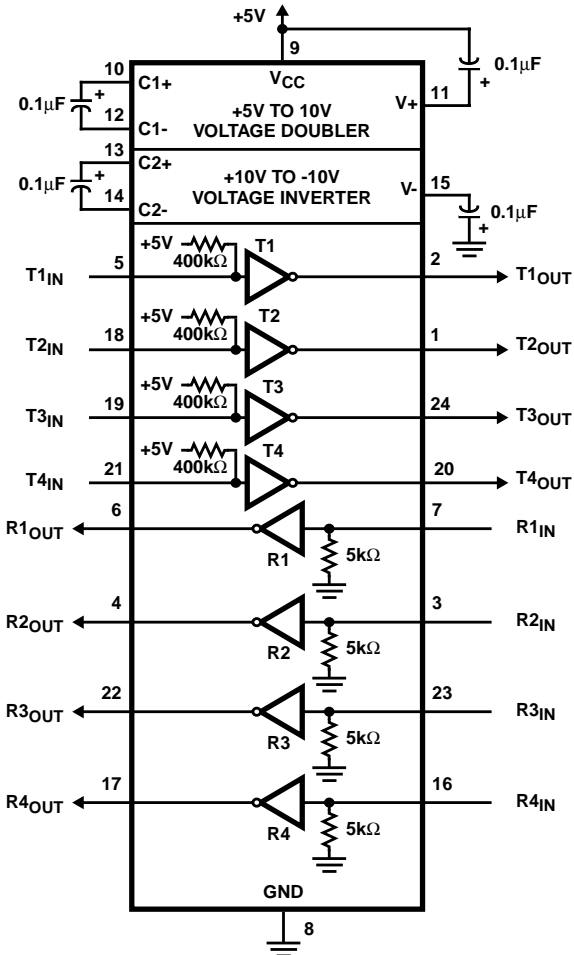 +5V
9
10
0.1µF
+
12
C1+
C1-
VCC
+5V TO 10V
VOLTAGE DOUBLER
V+
11
+
0.1µF
13
0.1µF
+
14
C2+
C2-
+10V TO -10V
VOLTAGE INVERTER
V-
15
+
0.1µF
T1IN
5
+5V
400kΩ
T1
2
T1OUT
T2IN
18
+5V
400kΩ
T2
1
T2OUT
T3IN
19
+5V
400kΩ
T3
24
T3OUT
T4IN
21
+5V
400kΩ
T4
20
T4OUT
R1OUT
6
R1
5kΩ
7
R1IN
R2OUT
4
R2
5kΩ
3
R2IN
R3OUT
22
R3
5kΩ
23
R3IN
R4OUT
17
R4
5kΩ
16
R4IN
GND
8